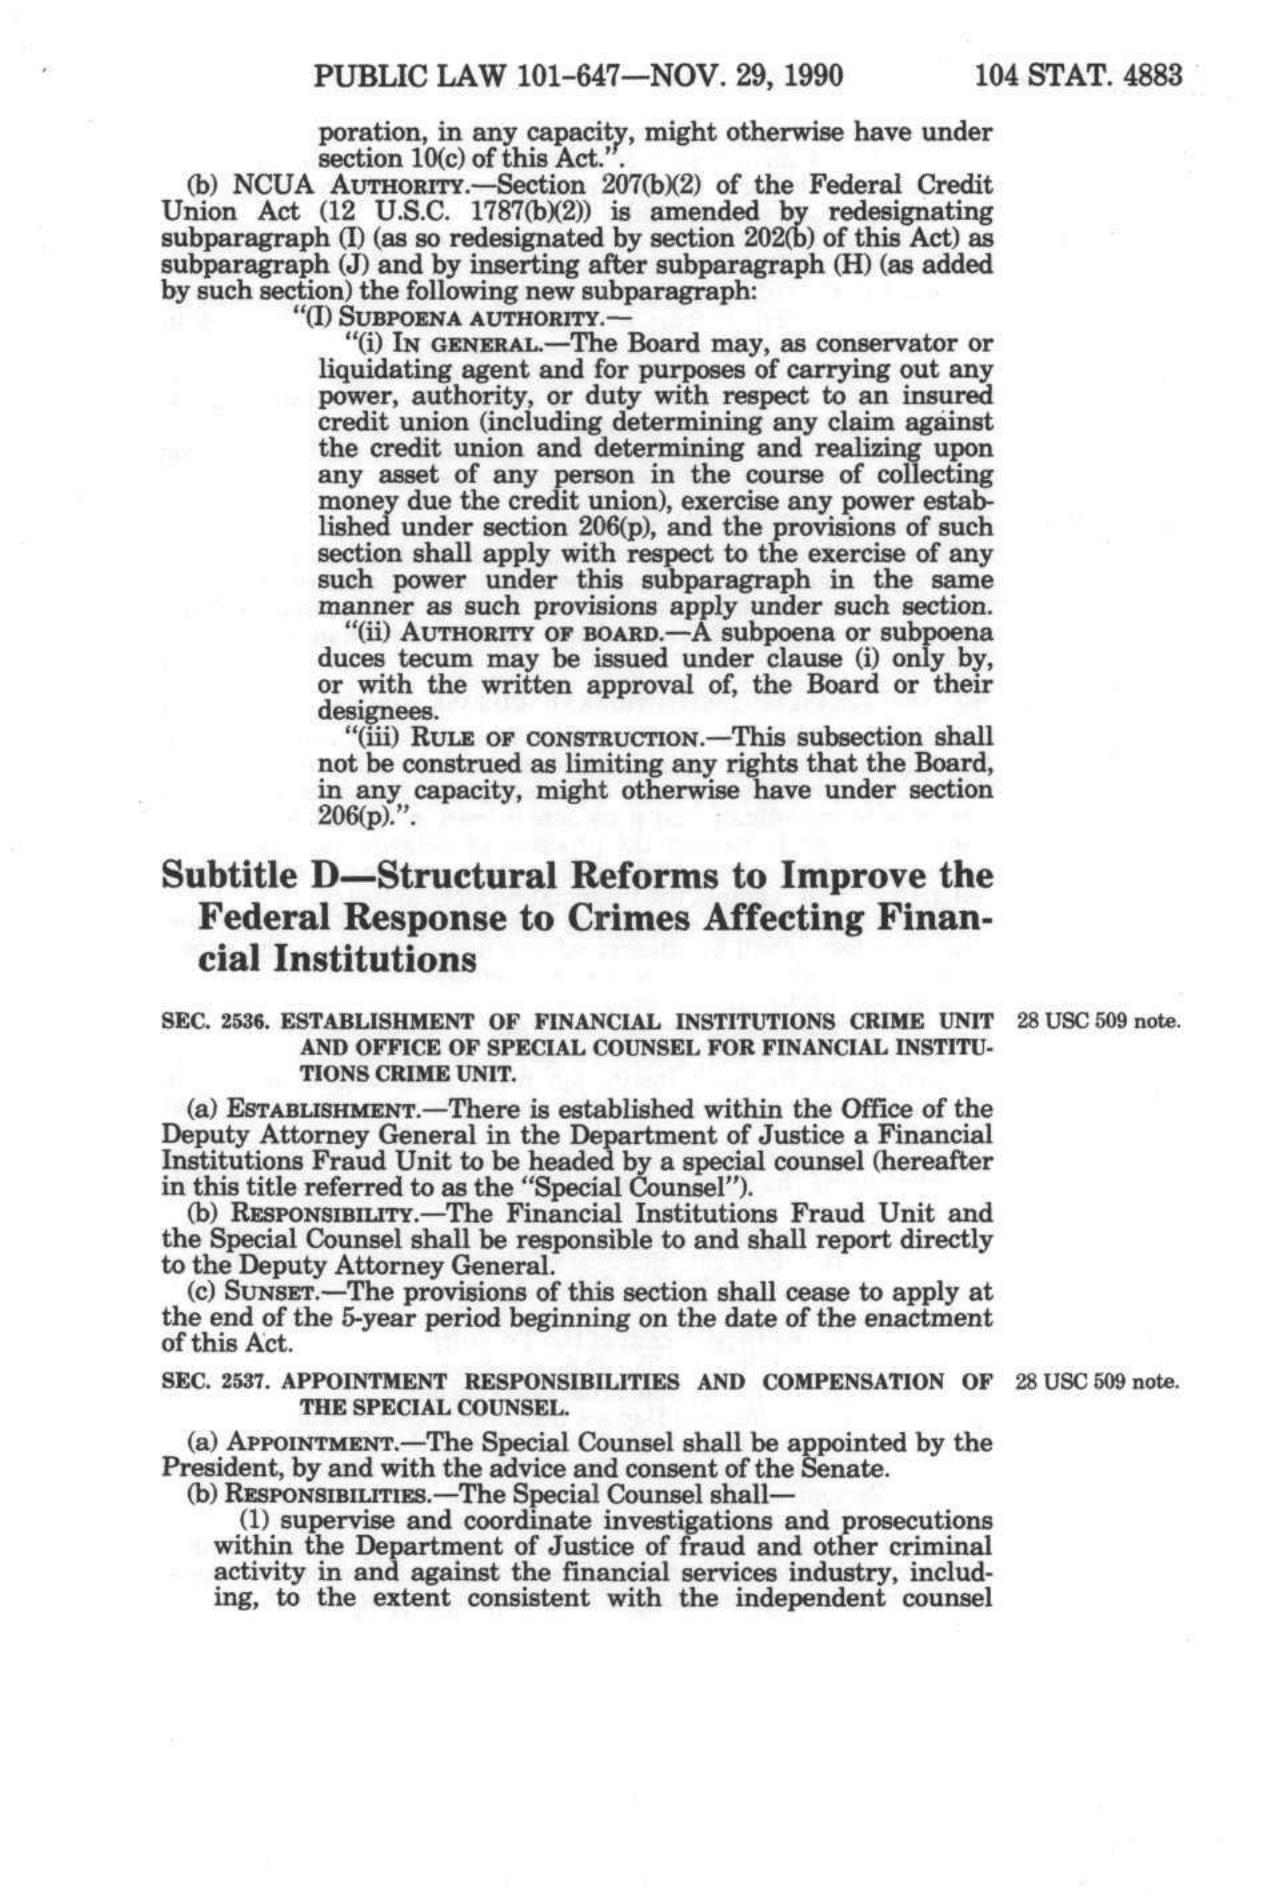 PUBLIC LAW 101–647—NOV. 29, 1990 104 STAT. 4883
poration, in any capacity, might otherwise have under
section 10(c) of this Act.”.
(b) NCUA AUTHORITY.—Section 207(b)(2) of the Federal Credit
Union Act (12 U.S.C. 1787(b)(2)) is amended by redesignating
subparagraph (I) (as so redesignated by section 202(b) of this Act) as
subparagraph (J) and by inserting after subparagraph (H) (as added
by such section) the following new subparagraph:
“(I) SUBPOENA AUTHORITY.—
“(i) IN GENERAL.—The Board may, as conservator or
liquidating agent and for purposes of carrying out any
power, authority, or duty with respect to an insured
credit union (including determining any claim against
the credit union and determining and realizing upon
any asset of any person in the course of collecting
money due the credit union), exercise any power estab-
lished under section 206(p), and the provisions of such
section shall apply with respect to the exercise of any
such power under this subparagraph in the same
manner as such provisions apply under such section.
“(ii) AUTHORITY OF BOARD.—A subpoena or subpoena
duces tecum may be issued under clause (i) only by,
or with the written approval of, the Board or their
designees.
“(iii) RULE OF CONSTRUCTION.—This subsection shall
not be construed as limiting any rights that the Board,
in any capacity, might otherwise have under section
206(p).”.
Subtitle D—Structural Reforms to Improve the
Federal Response to Crimes Affecting Finan-
cial Institutions
SEC. 2536. ESTABLISHMENT OF FINANCIAL INSTITUTIONS CRIME UNIT 28 USC 509 note.
AND OFFICE OF SPECIAL COUNSEL FOR FINANCIAL INSTITU-
TIONS CRIME UNIT.
(a) ESTABLISHMENT.—There is established within the Office of the
Deputy Attorney General in the Department of Justice a Financial
Institutions Fraud Unit to be headed by a special counsel (hereafter
in this title referred to as the “Special Counsel”).
(b) RESPONSIBILITY.—The Financial Institutions Fraud Unit and
the Special Counsel shall be responsible to and shall report directly
to the Deputy Attorney General.
(c) SUNSET.—The provisions of this section shall cease to apply at
the end of the 5-year period beginning on the date of the enactment
of this Act.
SEC. 2537. APPOINTMENT RESPONSIBILITIES AND COMPENSATION OF 28 USC 509 note.
THE SPECIAL COUNSEL.
(a) APPOINTMENT.—The Special Counsel shall be appointed by the
President, by and with the advice and consent of the Senate.
(b) RESPONSIBILITIES.—The Special Counsel shall—
(1) supervise and coordinate investigations and prosecutions
within the Department of Justice of fraud and other criminal
activity in and against the financial services industry, includ-
ing, to the extent consistent with the independent counsel